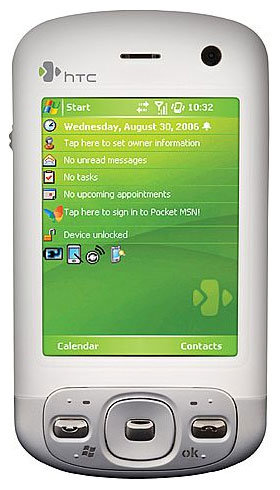 hTC
Start 10:32
Wednesday, August 30, 2006
Tap here to set owner information
No unread messages
No tasks
No upcoming appointments
Tap here to sign in to Pocket MSN!
Device unlocked
Calendar Contacts
ok